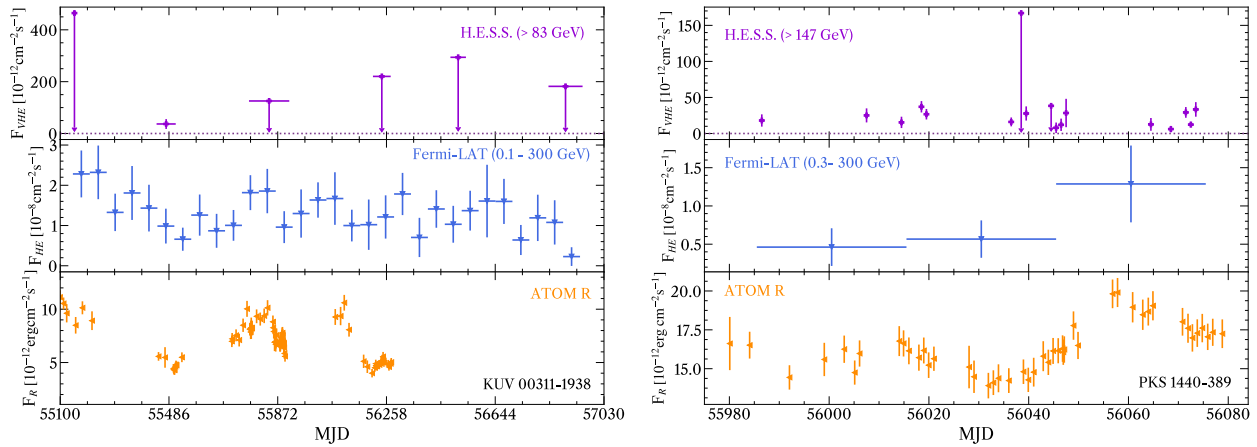 H.E.S.S. (> 83 GeV)
F_VHE [10^-12 cm^-2 s^-1]
400
200
0
Fermi-LAT (0.1 - 300 GeV)
F_HE [10^-8 cm^-2 s^-1]
3
2
1
0
ATOM R
F_R [10^-12 erg cm^-2 s^-1]
10
5
0
KUV 00311-1938
55100 55486 55872 56258 56644 57030
MJD
H.E.S.S. (> 147 GeV)
F_VHE [10^-12 cm^-2 s^-1]
150
100
50
0
Fermi-LAT (0.3 - 300 GeV)
F_HE [10^-8 cm^-2 s^-1]
1.5
1.0
0.5
ATOM R
F_R [10^-12 erg cm^-2 s^-1]
20.0
17.5
15.0
PKS 1440-389
55980 56000 56020 56040 56060 56080
MJD